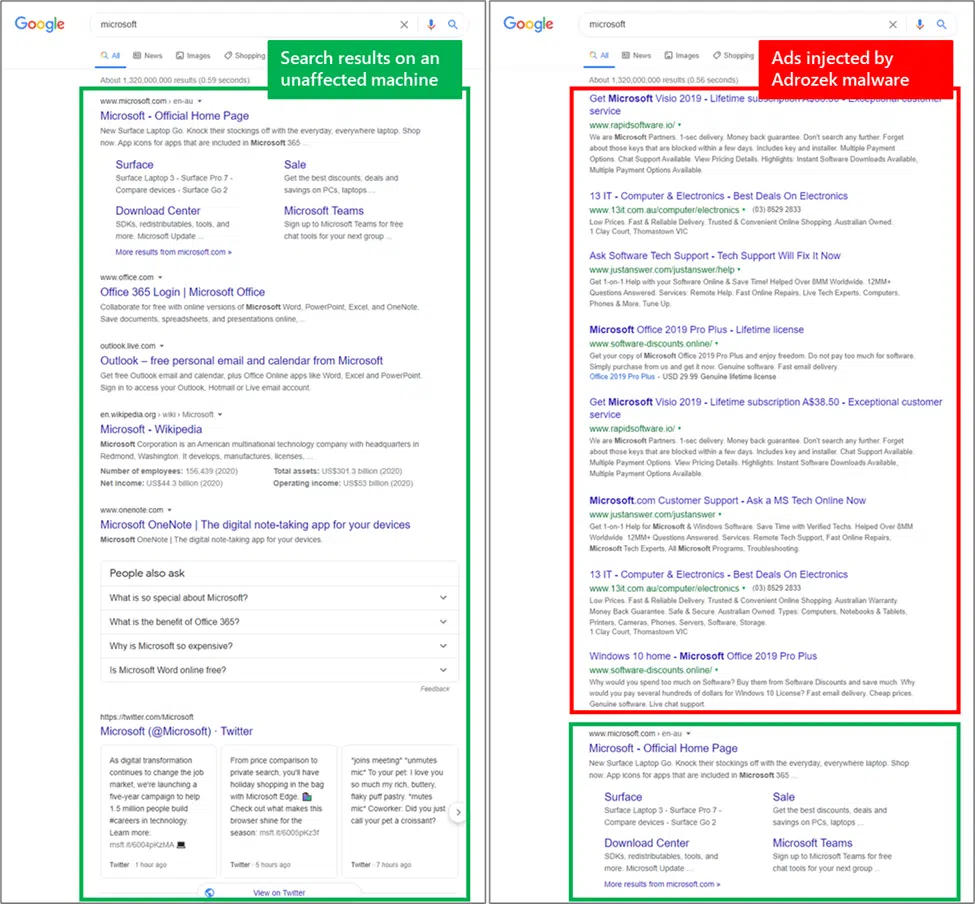 Google
microsoft
All News Images Shopping
Search results on an
unaffected machine
About 1,320,000,000 results (0.59 seconds)
www.microsoft.com › en-au
Microsoft - Official Home Page
New Surface Laptop Go. Knock their stockings off with the everyday, everywhere laptop. Shop
now. App icons for apps that are included in Microsoft 365 ...
Surface
Surface Laptop 3 - Surface Pro 7 -
Compare devices - Surface Go 2
Sale
Get the best discounts, deals and
savings on PCs, laptops ...
Download Center
SDKs, redistributables, tools, and
more. Microsoft Update ...
Microsoft Teams
Sign up to Microsoft Teams for free
chat tools for your next group ...
More results from microsoft.com »
www.office.com
Office 365 Login | Microsoft Office
Collaborate for free with online versions of Microsoft Word, PowerPoint, Excel, and OneNote.
Save documents, spreadsheets, and presentations online, ...
outlook.live.com
Outlook – free personal email and calendar from Microsoft
Get free Outlook email and calendar, plus Office Online apps like Word, Excel and PowerPoint.
Sign in to access your Outlook, Hotmail or Live email account.
en.wikipedia.org › wiki › Microsoft
Microsoft - Wikipedia
Microsoft Corporation is an American multinational technology company with headquarters in
Redmond, Washington. It develops, manufactures, licenses, ...
Number of employees: 156,439 (2020) Total assets: US$301.3 billion (2020)
Net income: US$44.3 billion (2020) Operating income: US$53 billion (2020)
www.onenote.com
Microsoft OneNote | The digital note-taking app for your devices
Microsoft OneNote | The digital note-taking app for your devices.
People also ask
What is so special about Microsoft?
What is the benefit of Office 365?
Why is Microsoft so expensive?
Is Microsoft Word online free?
Feedback
https://twitter.com/Microsoft
Microsoft (@Microsoft) · Twitter
As digital transformation
continues to change the job
market, we're launching a
five-year campaign to help
1.5 million people build
#careers in technology.
Learn more:
msft.it/6004pKzMA
Twitter · 1 hour ago
From price comparison to
private search, you'll have
holiday shopping in the bag
with Microsoft Edge.
Check out what makes this
browser shine for the
season: msft.it/6005pKz3f
Twitter · 5 hours ago
*joins meeting* *unmutes
mic* To your pet: I love you
so much my rich, buttery,
flaky puff pastry. *mutes
mic* Coworker: Did you just
call your pet a croissant?
Twitter · 7 hours ago
View on Twitter
Google
microsoft
All News Images Shopping
Ads injected by
Adrozek malware
About 1,320,000,000 results (0.56 seconds)
Get Microsoft Visio 2019 - Lifetime subscription - Exceptional customer
service
www.rapidsoftware.io/
We are Microsoft Partners. 1-sec delivery. Money back guarantee. Don't search any further. Forget
about those keys that are blocked within a few days. Includes key and installer. Multiple Payment
Options. Chat Support Available. View Pricing Details. Highlights: Instant Software Downloads Available,
Multiple Payment Options Available.
13 IT - Computer & Electronics - Best Deals On Electronics
www.13it.com.au/computer/electronics (03) 8529 2833
Low Prices. Fast & Reliable Delivery. Trusted & Convenient Online Shopping. Australian Owned.
1 Clay Court, Thomastown VIC
Ask Software Tech Support - Tech Support Will Fix It Now
www.justanswer.com/justanswer/help
Get 1-on-1 Help with your Software Online & Save Time! Helped Over 8MM Worldwide. 12MM+
Questions Answered. Services: Remote Help, Fast Online Repairs, Live Tech Experts, Computers,
Phones & More, Tune Up.
Microsoft Office 2019 Pro Plus - Lifetime license
www.software-discounts.online/
Get your copy of Microsoft Office 2019 Pro Plus and enjoy freedom. Do not pay too much for software.
Simply purchase from us and get it now. Genuine software. Fast email delivery.
Office 2019 Pro Plus - USD 29.99 Genuine lifetime license
Get Microsoft Visio 2019 - Lifetime subscription A$38.50 - Exceptional customer
service
www.rapidsoftware.io/
We are Microsoft Partners. 1-sec delivery. Money back guarantee. Don't search any further. Forget
about those keys that are blocked within a few days. Includes key and installer. Chat Support Available.
Multiple Payment Options. View Pricing Details. Highlights: Instant Software Downloads Available,
Multiple Payment Options Available.
Microsoft.com Customer Support - Ask a MS Tech Online Now
www.justanswer.com/justanswer
Get 1-on-1 Help for Microsoft & Windows Software. Save Time with Verified Techs. Helped Over 8MM
Worldwide. 12MM+ Questions Answered. Services: Remote Tech Support, Fast Online Repairs,
Microsoft Tech Experts, All Microsoft Programs, Troubleshooting.
13 IT - Computer & Electronics - Best Deals On Electronics
www.13it.com.au/computer/electronics (03) 8529 2833
Low Prices. Fast & Reliable Delivery. Trusted & Convenient Online Shopping. Australian Warranty.
Money Back Guarantee. Safe & Secure. Australian Owned. Types: Computers, Notebooks & Tablets,
Printers, Cameras, Phones, Servers, Software, Storage.
1 Clay Court, Thomastown VIC
Windows 10 home - Microsoft Office 2019 Pro Plus
www.software-discounts.online/
Why would you spend too much on Software? Buy them from Software Discounts and save much. Why
would you pay several hundreds of dollars for Windows 10 License? Fast email delivery. Cheap prices.
Genuine software. Live chat support.
www.microsoft.com › en-au
Microsoft - Official Home Page
New Surface Laptop Go. Knock their stockings off with the everyday, everywhere laptop. Shop
now. App icons for apps that are included in Microsoft 365 ...
Surface
Surface Laptop 3 - Surface Pro 7 -
Compare devices - Surface Go 2
Sale
Get the best discounts, deals and
savings on PCs, laptops ...
Download Center
SDKs, redistributables, tools, and
more. Microsoft Update ...
Microsoft Teams
Sign up to Microsoft Teams for free
chat tools for your next group ...
More results from microsoft.com »